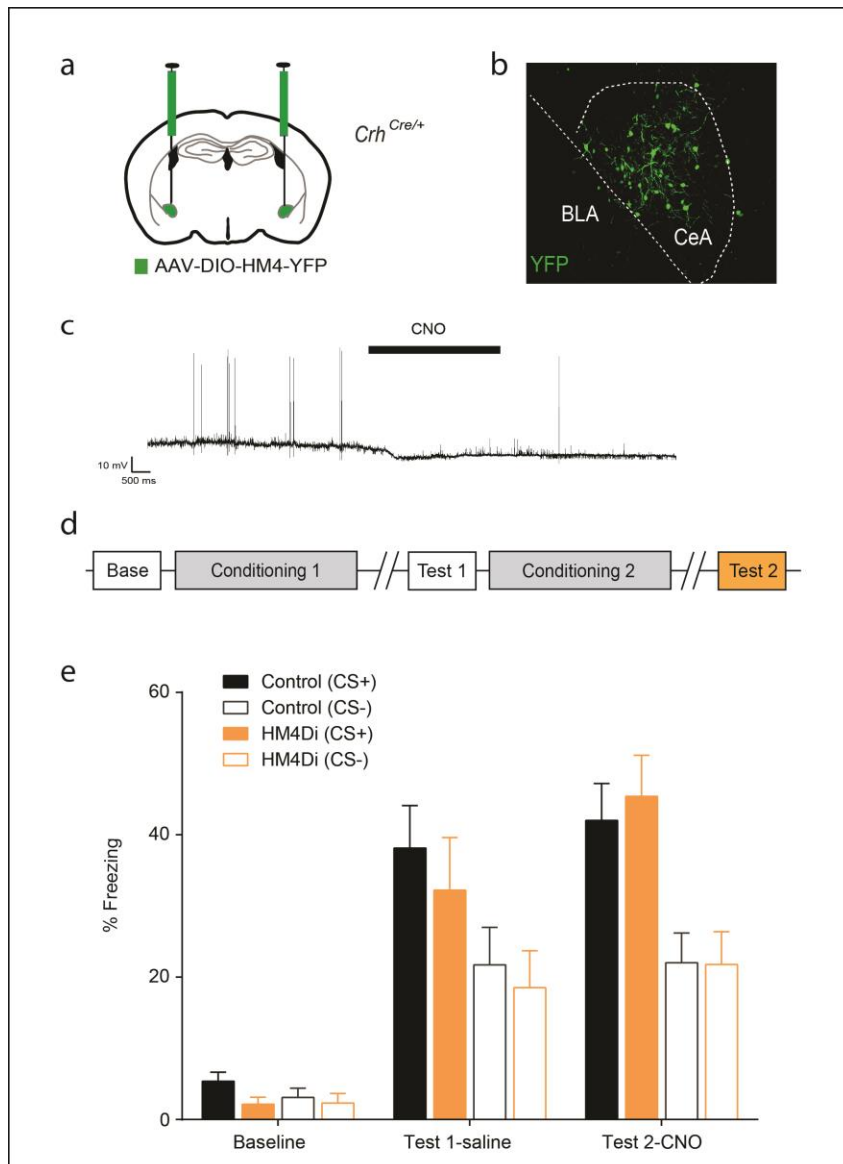 a
Crh Cre/+
AAV-DIO-HM4-YFP
b
BLA
CeA
YFP
c
CNO
10 mV
500 ms
d
Base
Conditioning 1
Test 1
Conditioning 2
Test 2
e
Control (CS+)
Control (CS-)
HM4Di (CS+)
HM4Di (CS-)
60
40
20
0
% Freezing
Baseline
Test 1-saline
Test 2-CNO